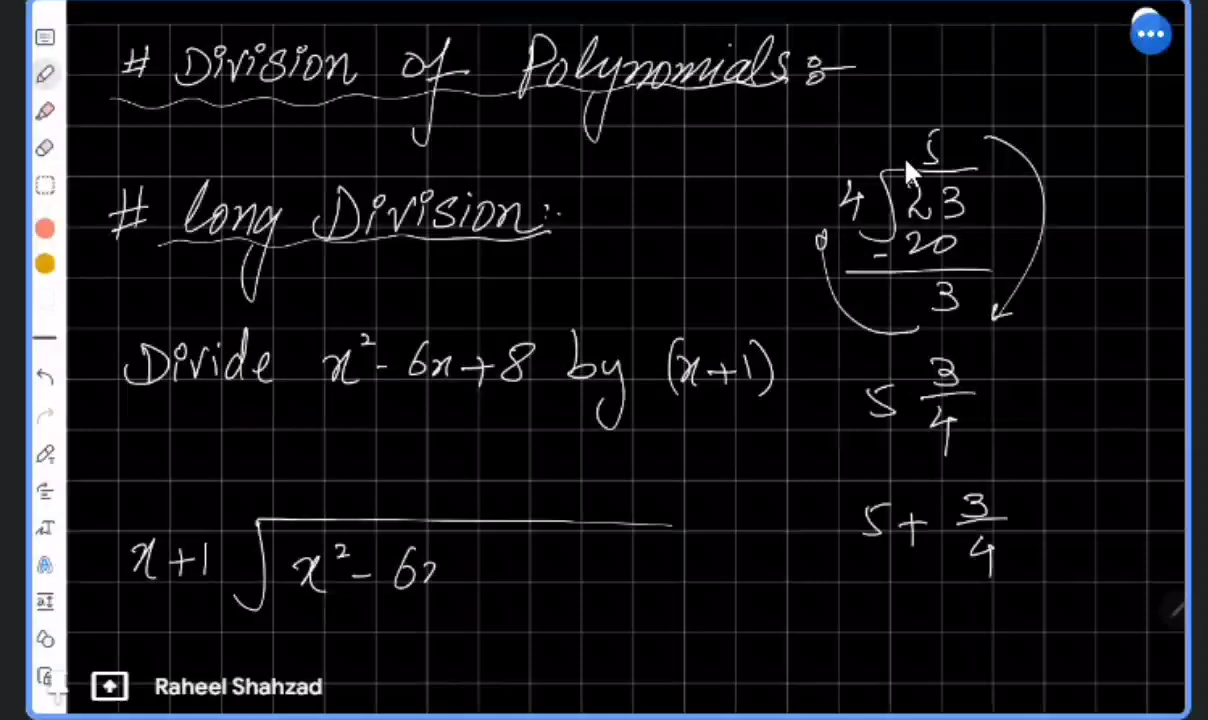 # Division of Polynomials :-
# Long Division :-
Divide x² - 6x + 8 by (x+1)
x+1 x² - 6x
5
4 23
- 20
3
5 3/4
5 + 3/4
Raheel Shahzad